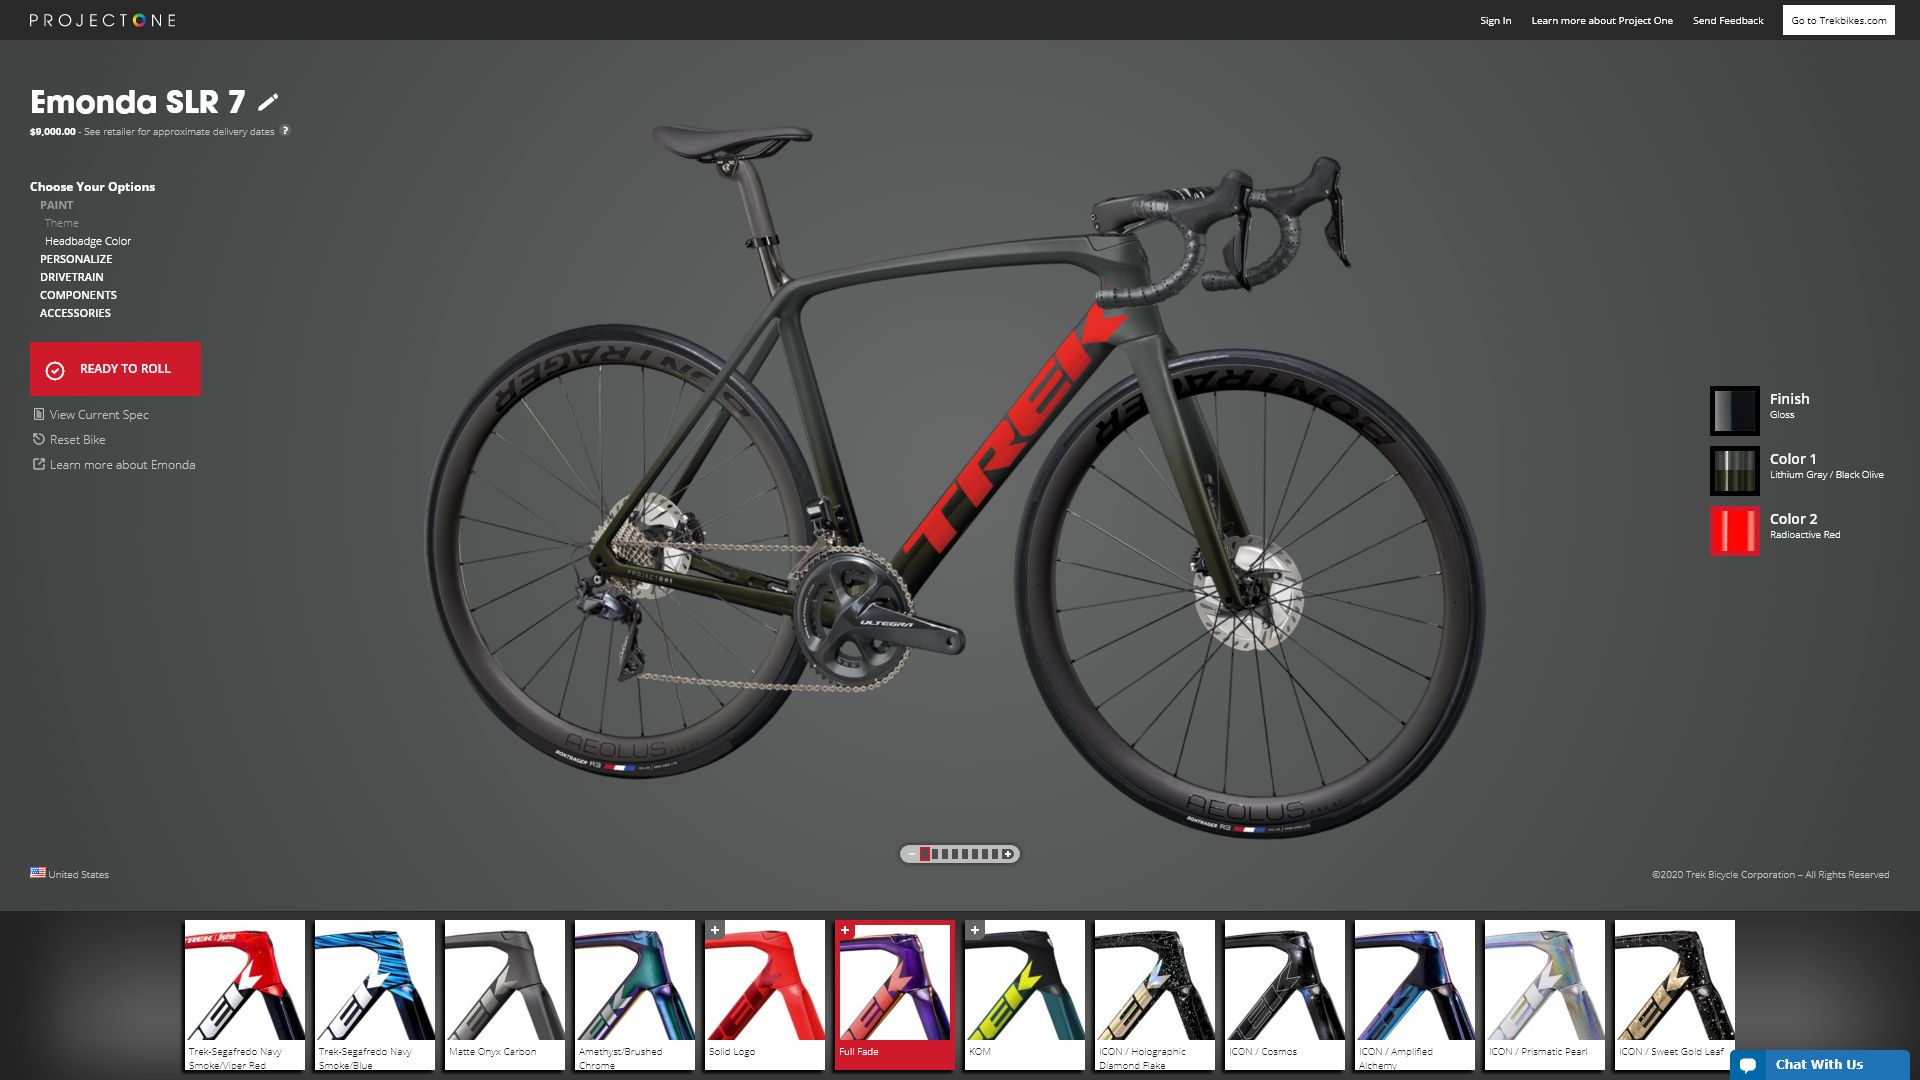 PROJECTONE
Sign In
Learn more about Project One
Send Feedback
Go to Trekbikes.com
Emonda SLR 7
$9,000.00 - See retailer for approximate delivery dates ?
Choose Your Options
PAINT
Theme
Headbadge Color
PERSONALIZE
DRIVETRAIN
COMPONENTS
ACCESSORIES
READY TO ROLL
View Current Spec
Reset Bike
Learn more about Emonda
BONTRAGER
BONTRAGER
TREK
PROJECTONE
ULTEGRA
AEOLUS
BONTRAGER R3
AEOLUS
BONTRAGER R3
Finish
Gloss
Color 1
Lithium Gray / Black Olive
Color 2
Radioactive Red
United States
©2020 Trek Bicycle Corporation – All Rights Reserved
Trek-Segafredo Navy
Smoke/Viper Red
Trek-Segafredo Navy
Smoke/Blue
Matte Onyx Carbon
Amethyst/Brushed
Chrome
Solid Logo
Full Fade
KOM
ICON / Holographic
Diamond Flake
ICON / Cosmos
ICON / Amplified
Alchemy
ICON / Prismatic Pearl
ICON / Sweet Gold Leaf
Chat With Us